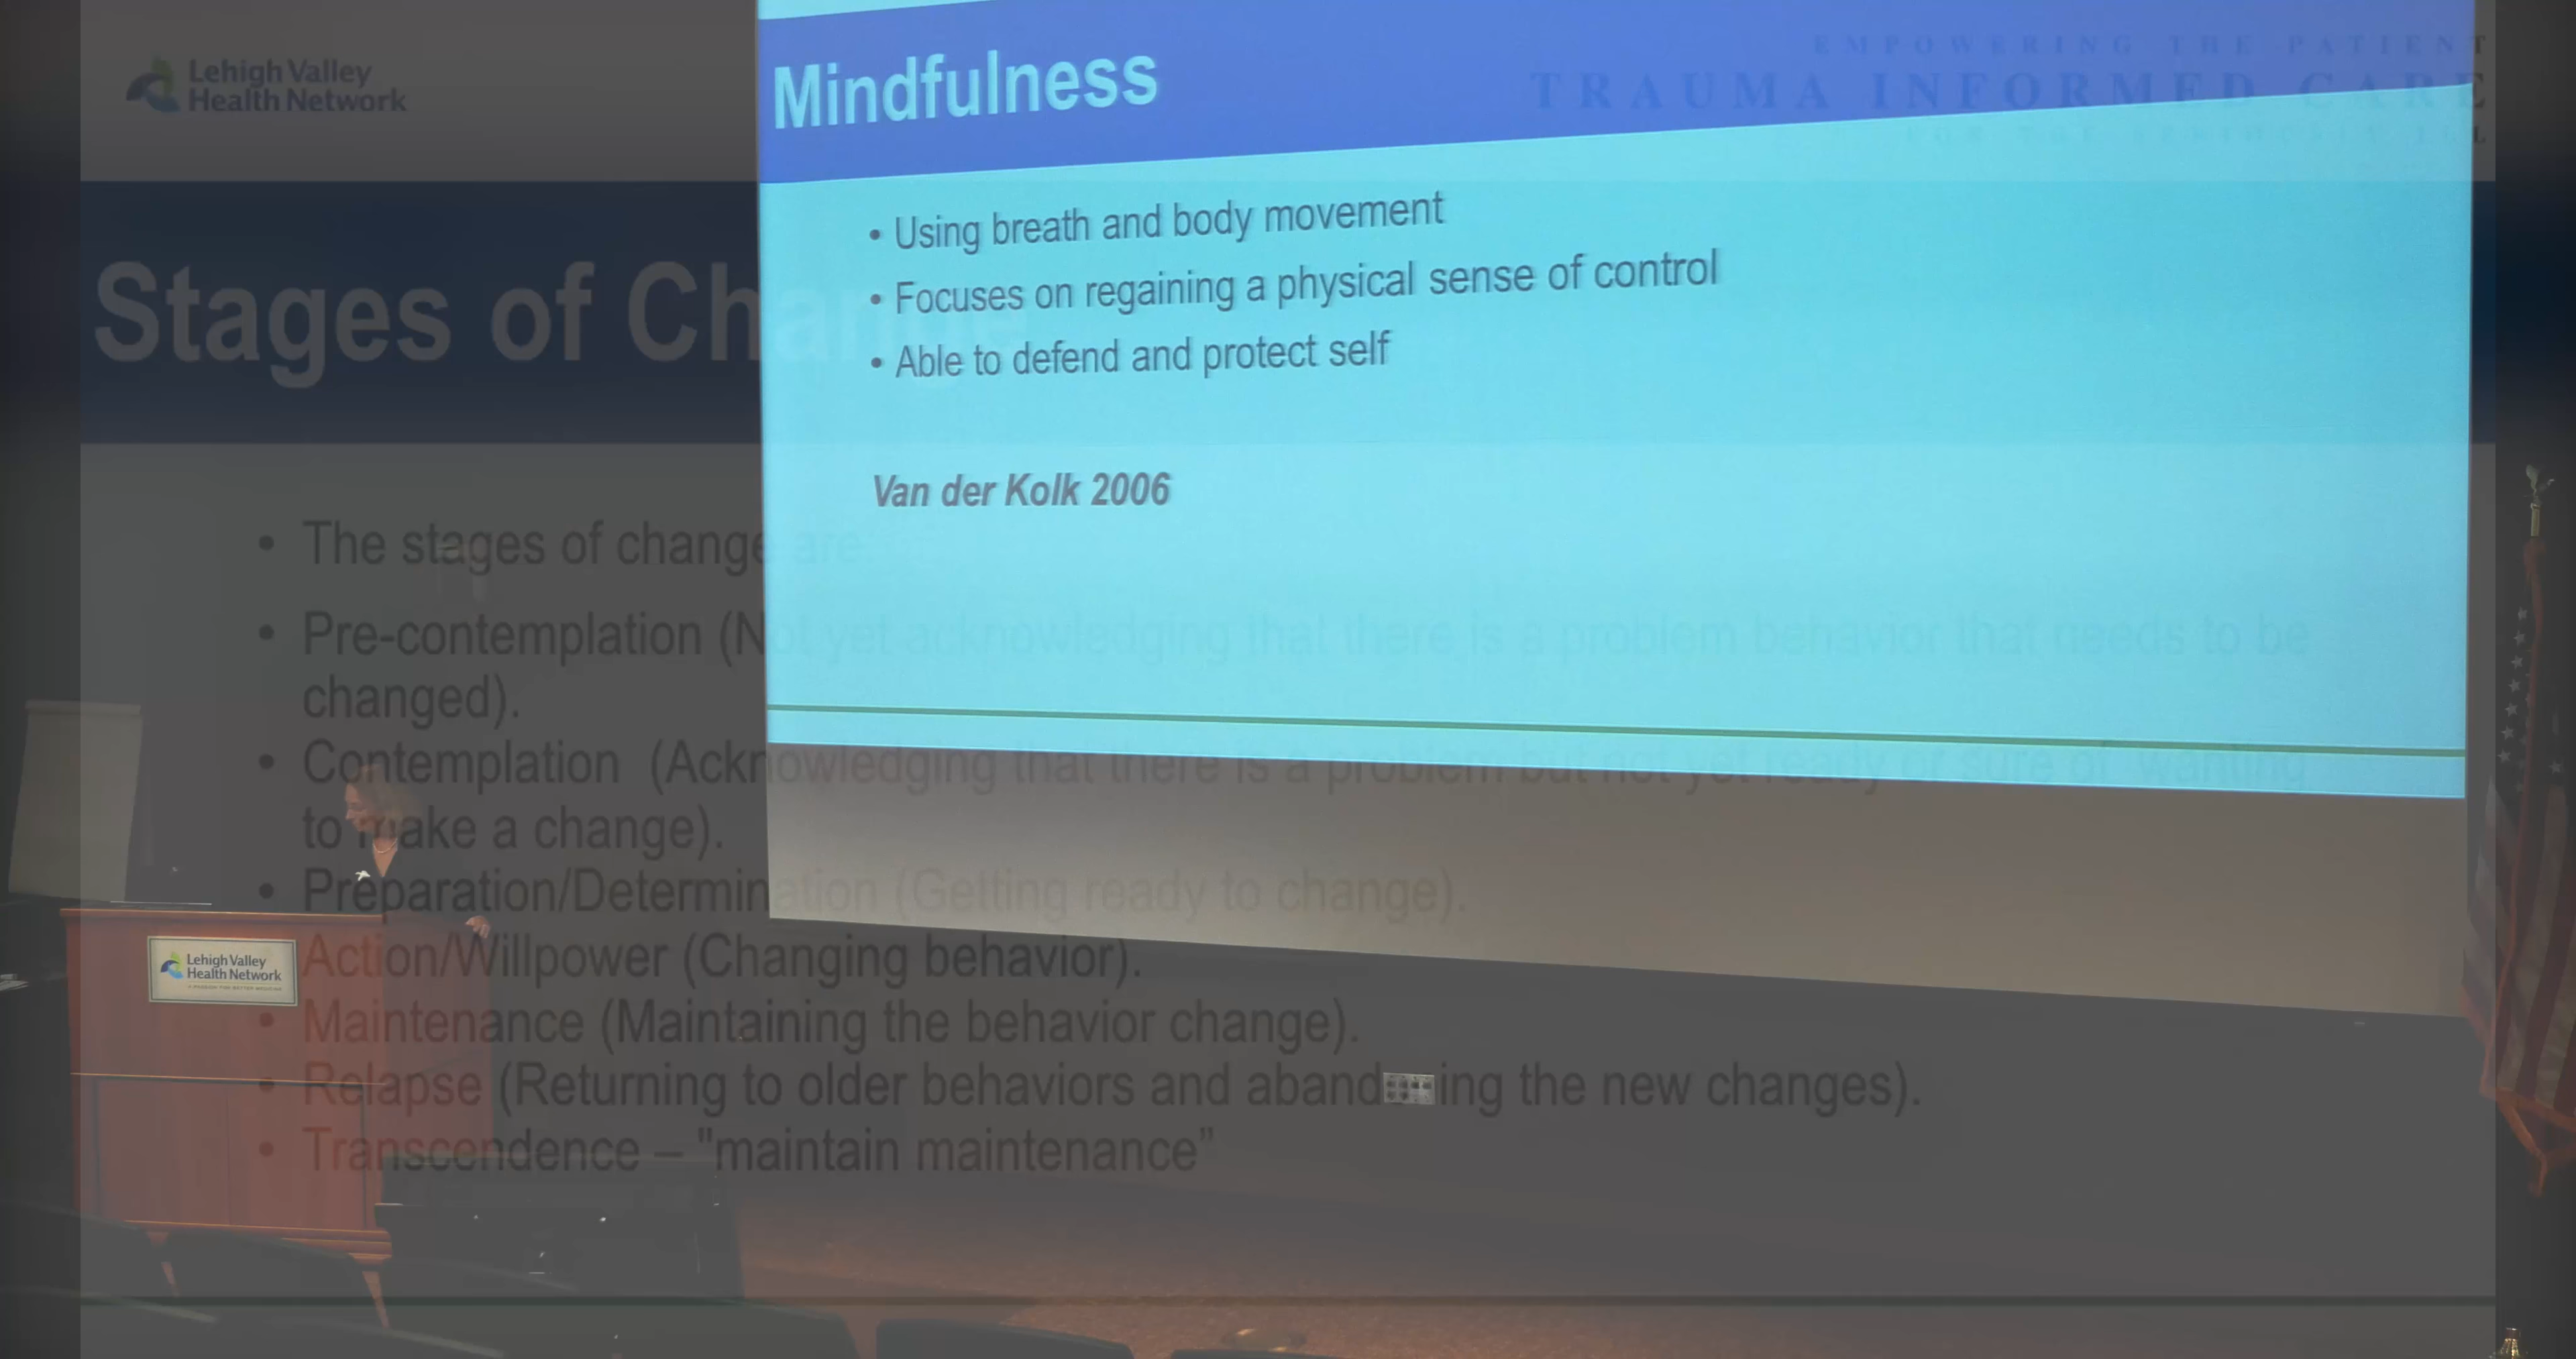 Lehigh Valley
Health Network
EMPOWERING THE PATIENT
TRAUMA INFORMED CARE
Mindfulness
• Using breath and body movement
• Focuses on regaining a physical sense of control
• Able to defend and protect self
Van der Kolk 2006
Stages of Change
• The stages of change are
• Pre-contemplation (Not yet acknowledging that there is a problem behavior that needs to be
changed).
• Contemplation (Acknowledging that there is a problem but not yet ready or sure of wanting
to make a change).
• Preparation/Determination (Getting ready to change).
Action/Willpower (Changing behavior).
• Maintenance (Maintaining the behavior change).
• Relapse (Returning to older behaviors and abandoning the new changes).
• Transcendence – "maintain maintenance"
Lehigh Valley
Health Network
A PASSION FOR BETTER MEDICINE